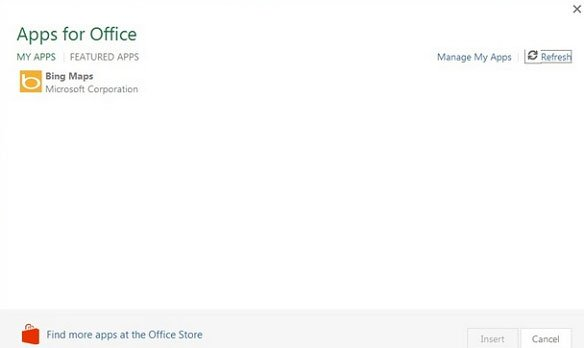 Apps for Office
MY APPS | FEATURED APPS
Manage My Apps | Refresh
Bing Maps
Microsoft Corporation
Find more apps at the Office Store
Insert
Cancel